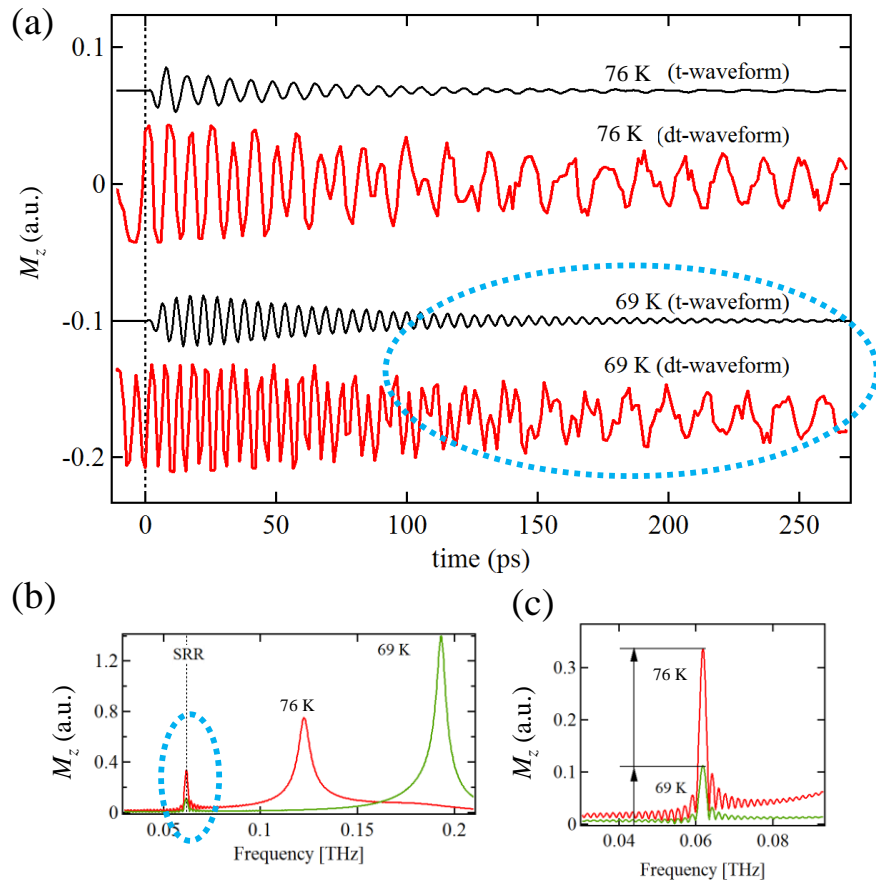 (a)
0.1
0
-0.1
-0.2
M_z (a.u.)
76 K (t-waveform)
76 K (dt-waveform)
69 K (t-waveform)
69 K (dt-waveform)
0 50 100 150 200 250
time (ps)
(b)
1.2
0.8
0.4
0
M_z (a.u.)
SRR
76 K
69 K
0.05 0.1 0.15 0.2
Frequency [THz]
(c)
0.3
0.1
0
M_z (a.u.)
76 K
69 K
0.04 0.06 0.08
Frequency [THz]